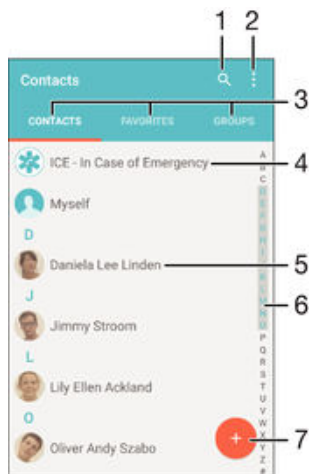 1 2
Contacts
3
CONTACTS FAVORITES GROUPS
ICE - In Case of Emergency
4
Myself
D
Daniela Lee Linden
5
J
Jimmy Stroom
6
L
Lily Ellen Ackland
O
Oliver Andy Szabo
+
7
A
B
C
D
E
F
G
H
I
J
K
L
M
N
O
P
Q
R
S
T
U
V
W
X
Y
Z